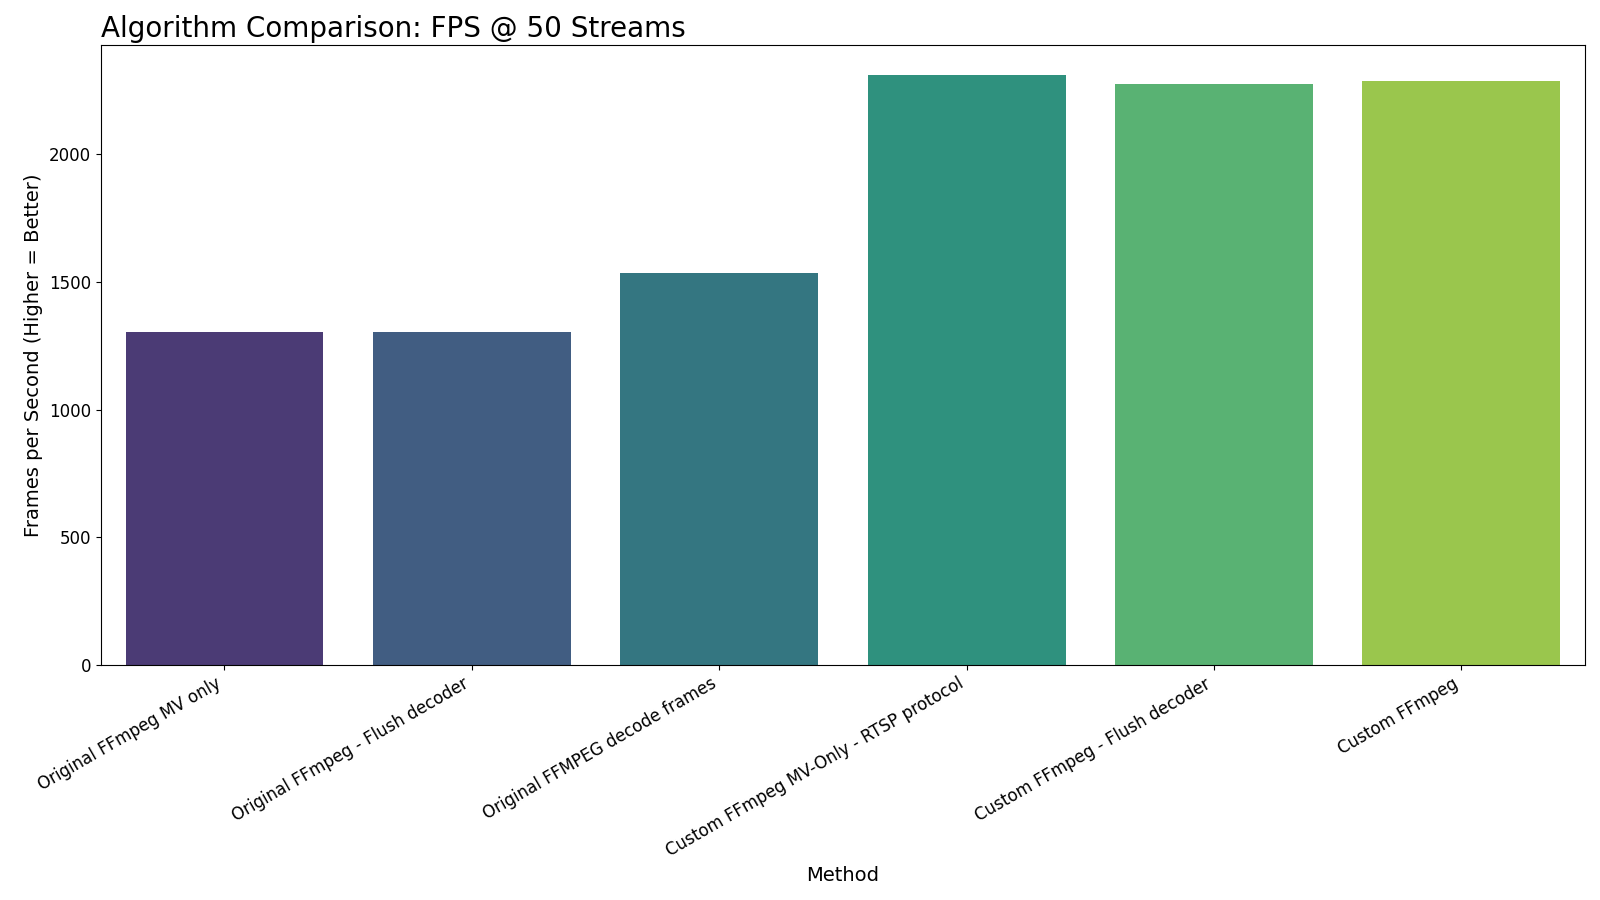 Algorithm Comparison: FPS @ 50 Streams
Frames per Second (Higher = Better)
2000
1500
1000
500
0
Original FFmpeg MV only
Original FFmpeg - Flush decoder
Original FFMPEG decode frames
Custom FFmpeg MV-Only - RTSP protocol
Custom FFmpeg - Flush decoder
Custom FFmpeg
Method